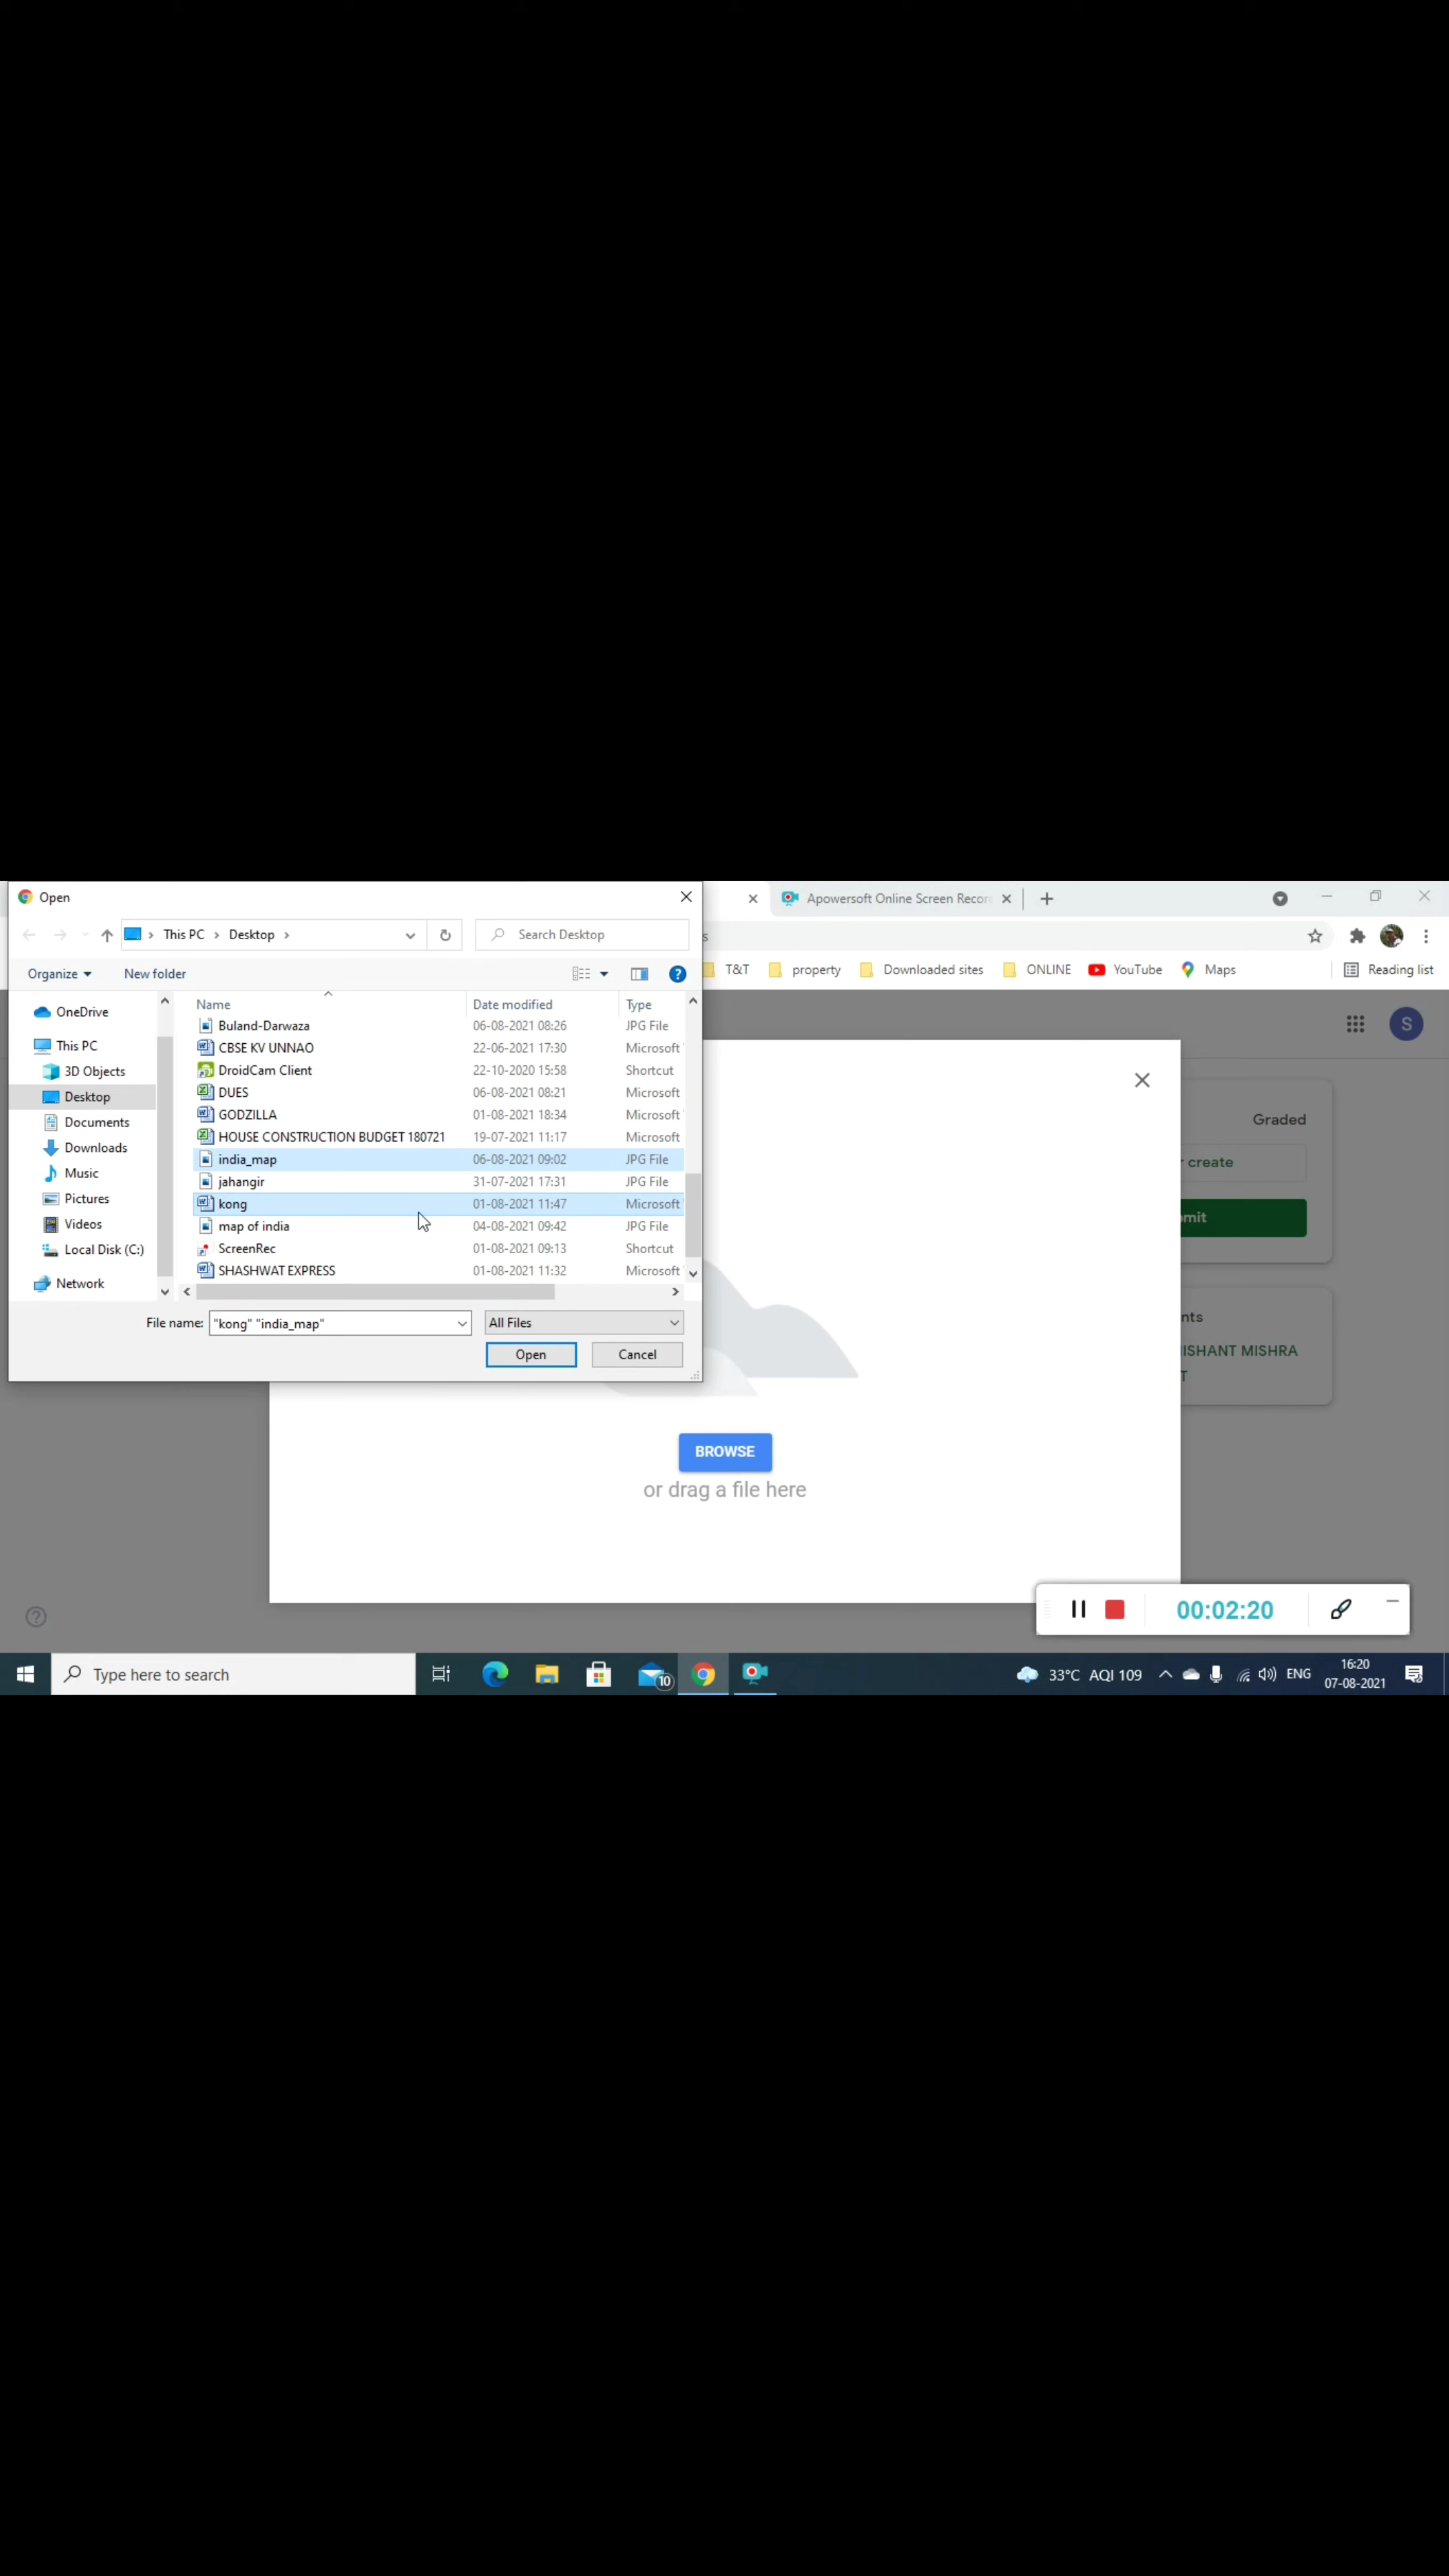 Open
Apowersoft Online Screen Recor
This PC > Desktop >
Search Desktop
s
Organize
New folder
T&T
property
Downloaded sites
ONLINE
YouTube
Maps
Reading list
OneDrive
This PC
3D Objects
Desktop
Documents
Downloads
Music
Pictures
Videos
Local Disk (C:)
Network
Name Date modified Type
Buland-Darwaza 06-08-2021 08:26 JPG File
CBSE KV UNNAO 22-06-2021 17:30 Microsoft
DroidCam Client 22-10-2020 15:58 Shortcut
DUES 06-08-2021 08:21 Microsoft
GODZILLA 01-08-2021 18:34 Microsoft
HOUSE CONSTRUCTION BUDGET 180721 19-07-2021 11:17 Microsoft
india_map 06-08-2021 09:02 JPG File
jahangir 31-07-2021 17:31 JPG File
kong 01-08-2021 11:47 Microsoft
map of india 04-08-2021 09:42 JPG File
ScreenRec 01-08-2021 09:13 Shortcut
SHASHWAT EXPRESS 01-08-2021 11:32 Microsoft
File name: "kong" "india_map"
All Files
Open
Cancel
S
Graded
r create
mit
nts
ISHANT MISHRA
T
BROWSE
or drag a file here
00:02:20
Type here to search
10
33°C AQI 109
ENG
16:20
07-08-2021